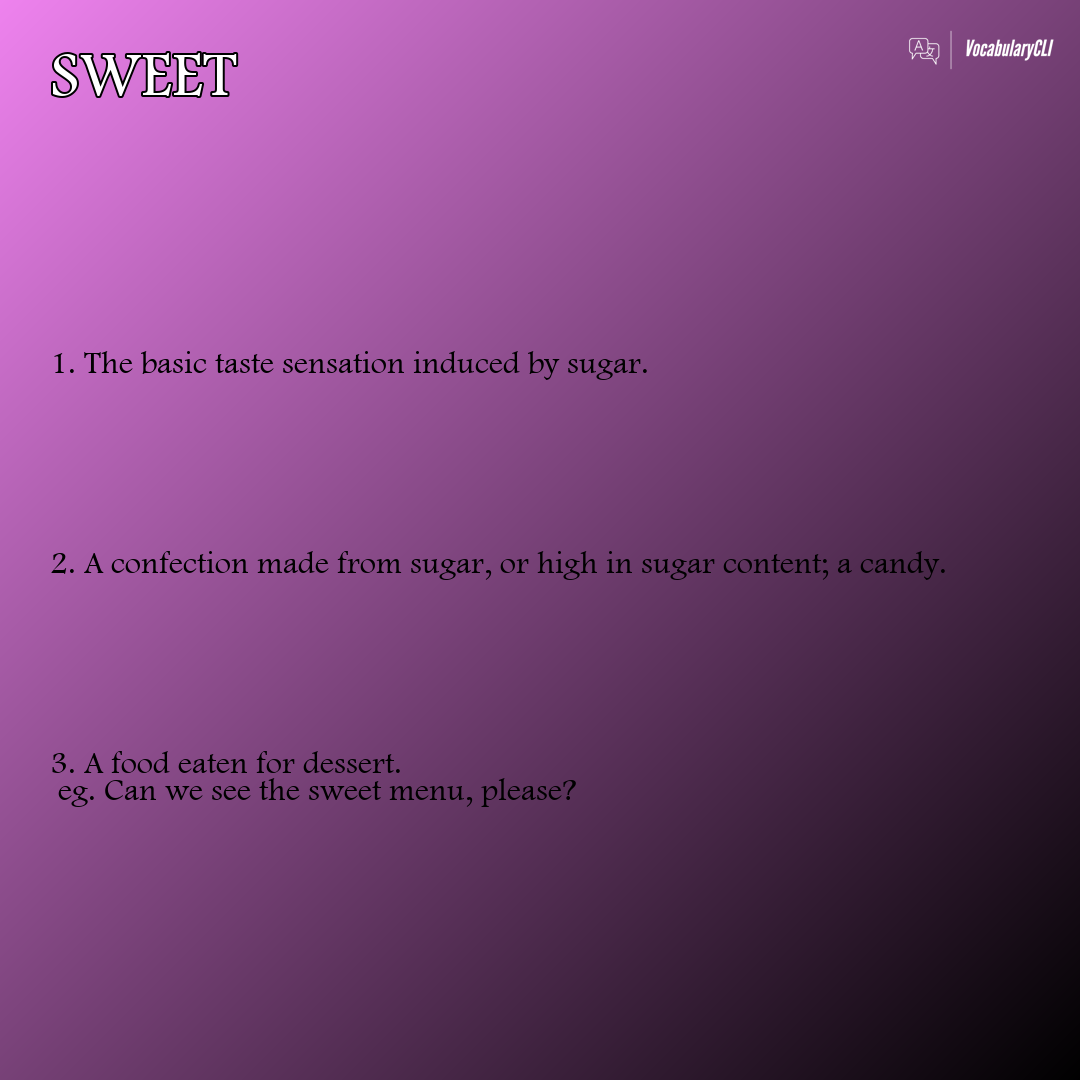 SWEET
VocabularyCLI
1. The basic taste sensation induced by sugar.
2. A confection made from sugar, or high in sugar content; a candy.
3. A food eaten for dessert.
eg. Can we see the sweet menu, please?